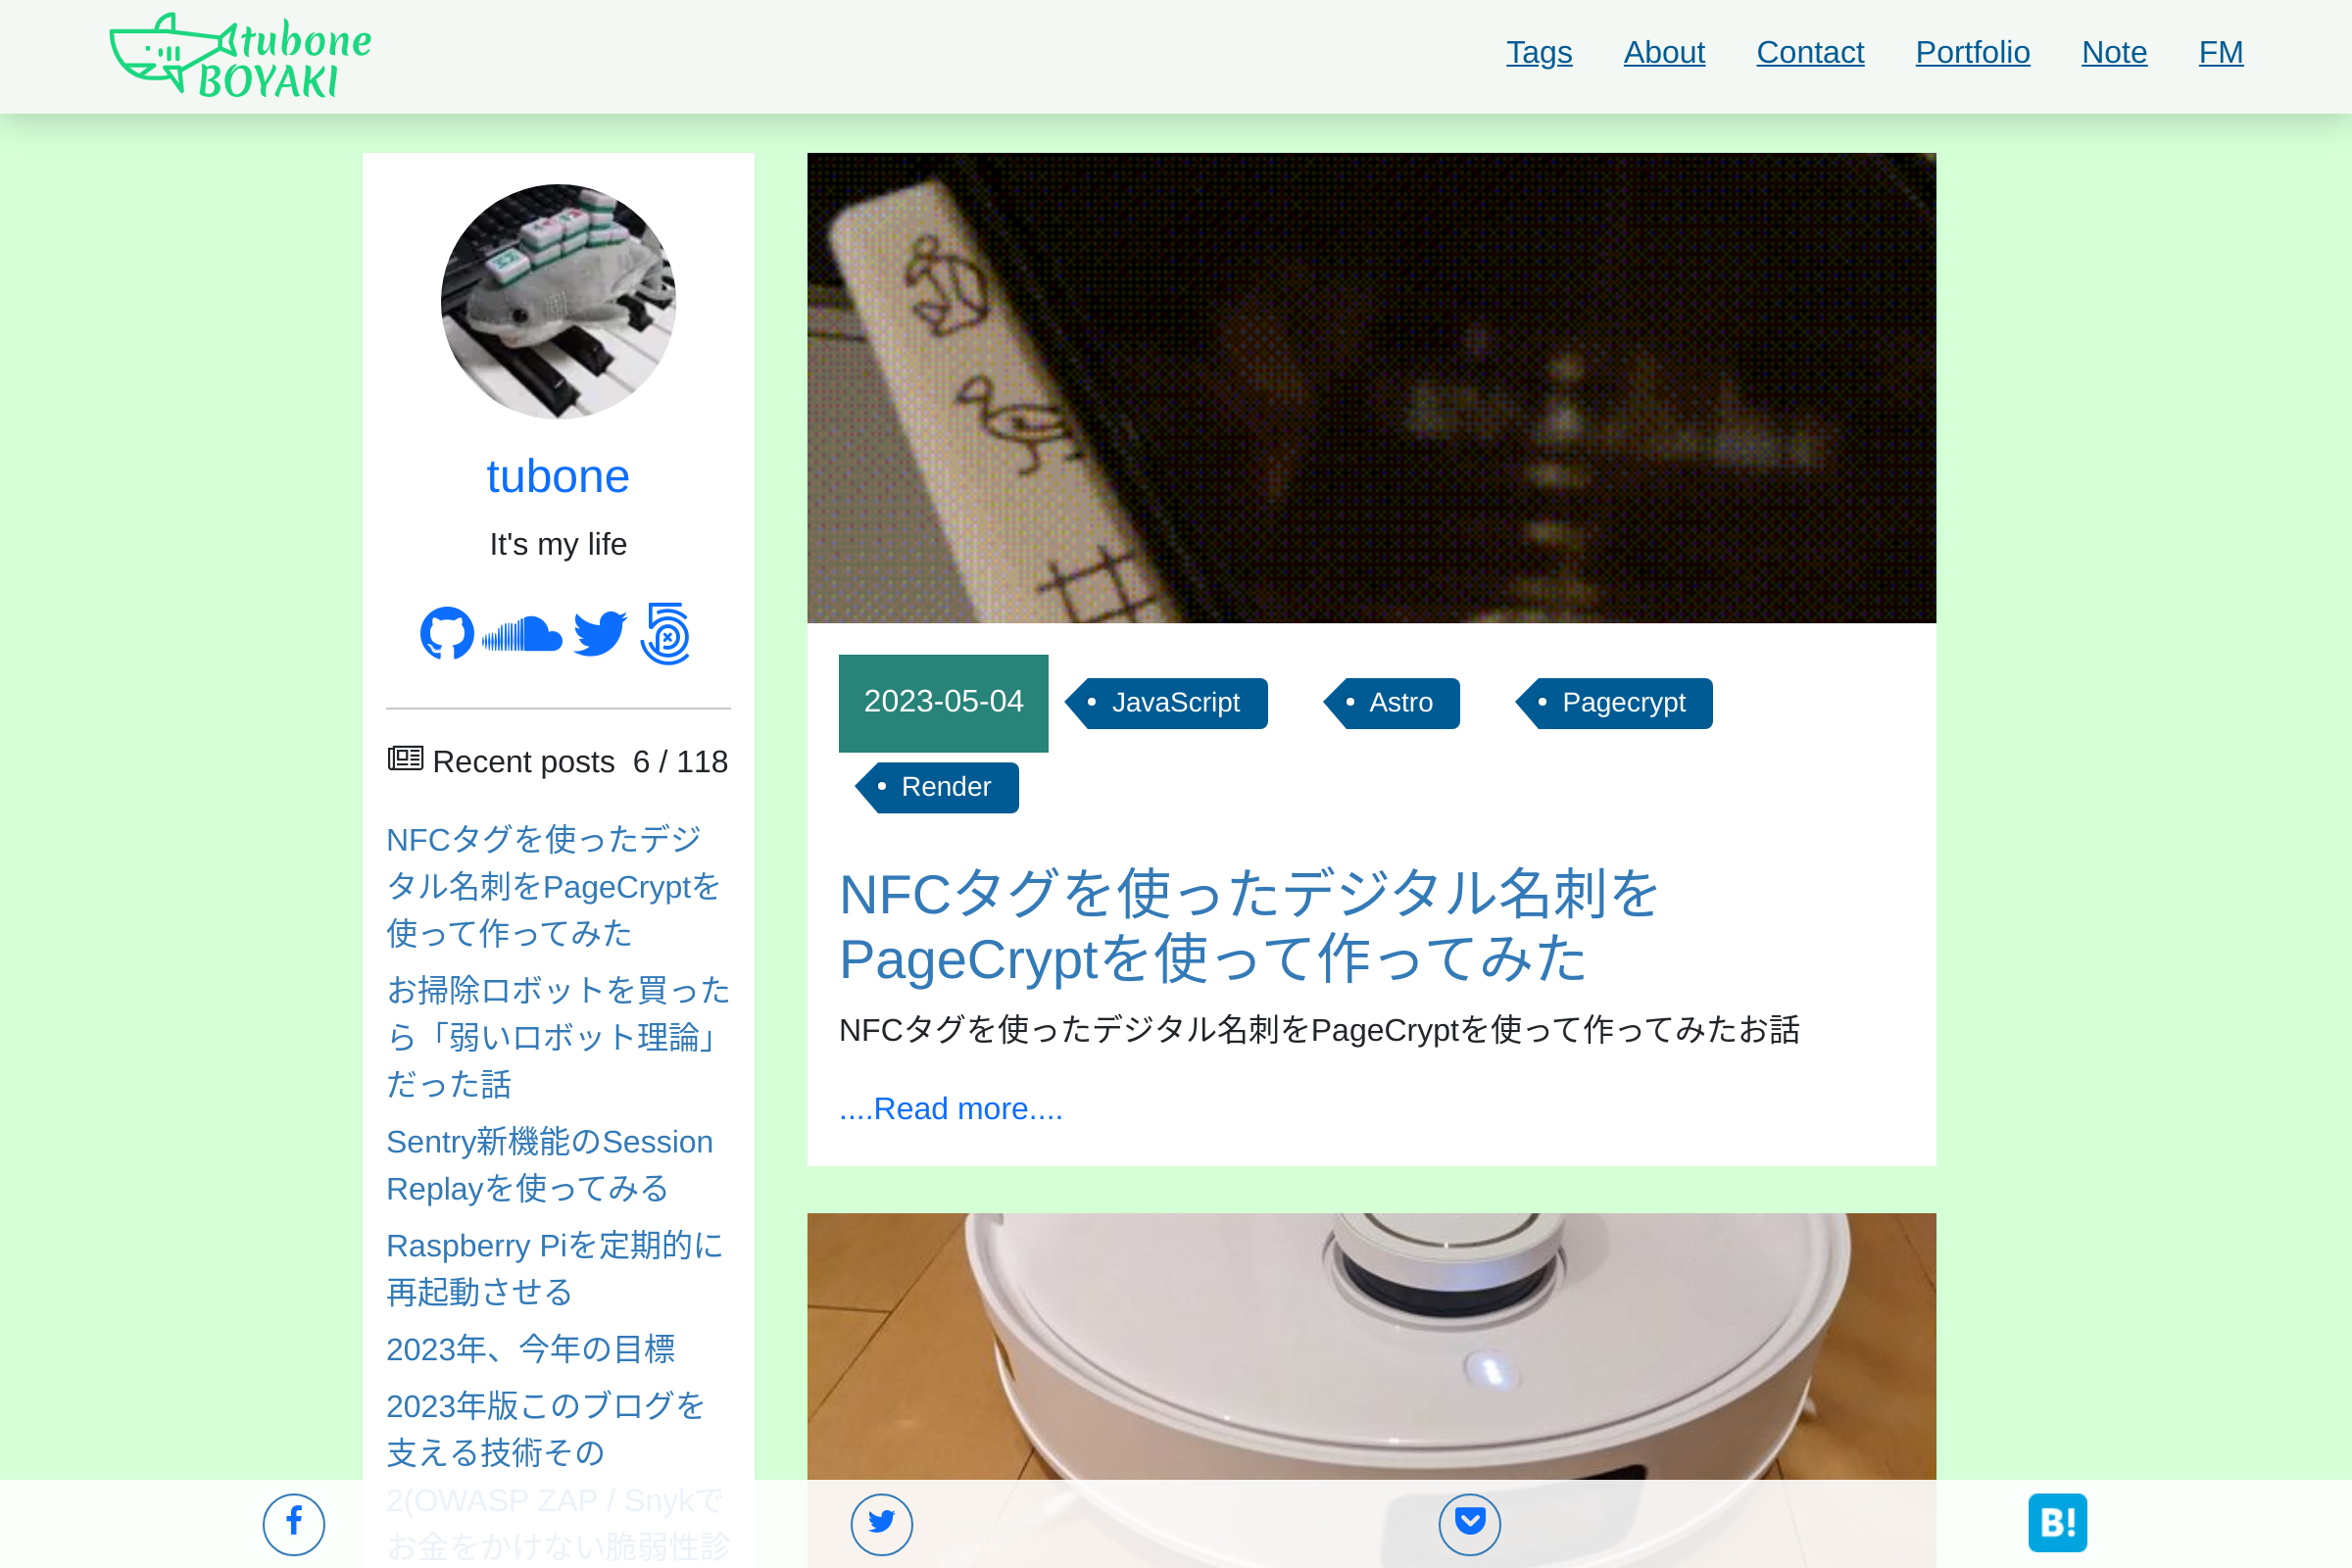 tubone
BOYAKI
Tags About Contact Portfolio Note FM
tubone
It's my life
Recent posts 6 / 118
NFCタグを使ったデジ
タル名刺をPageCryptを
使って作ってみた
お掃除ロボットを買った
ら「弱いロボット理論」
だった話
Sentry新機能のSession
Replayを使ってみる
Raspberry Piを定期的に
再起動させる
2023年、今年の目標
2023年版このブログを
支える技術その
2(OWASP ZAP / Snykで
お金をかけない脆弱性診
2023-05-04 JavaScript Astro Pagecrypt
Render
NFCタグを使ったデジタル名刺を
PageCryptを使って作ってみた
NFCタグを使ったデジタル名刺をPageCryptを使って作ってみたお話
....Read more....
B!